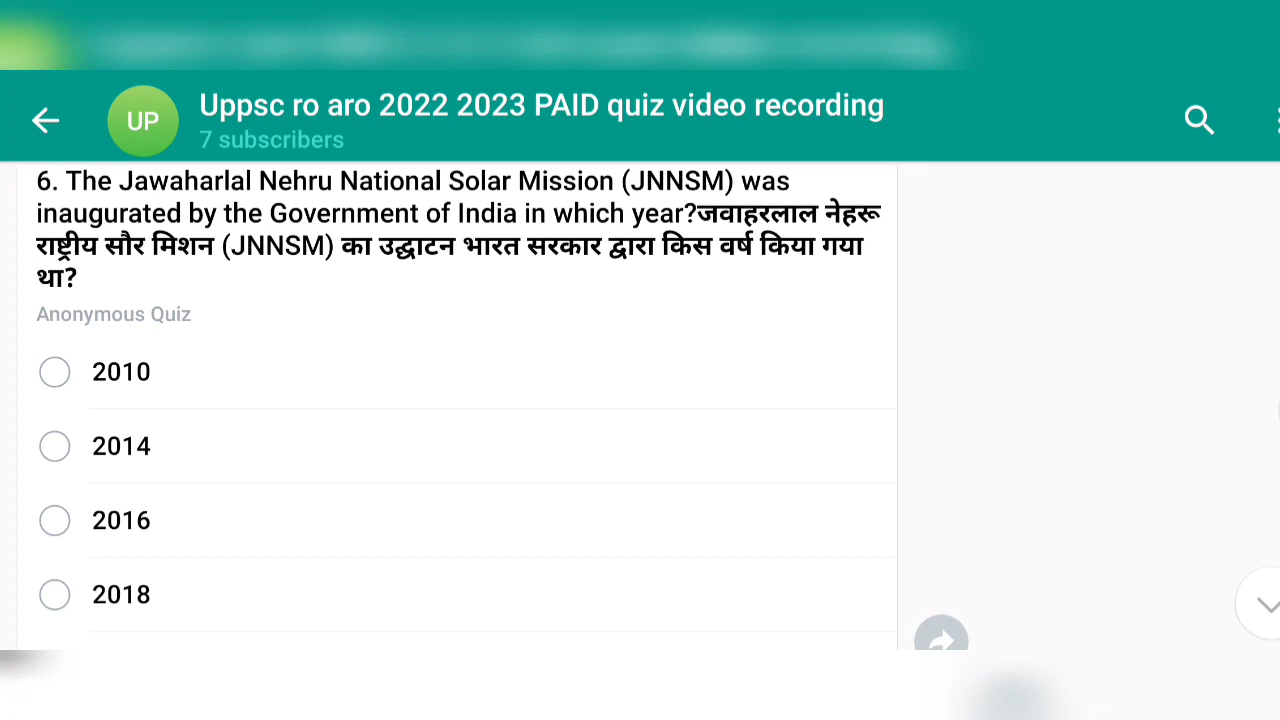 UP
Uppsc ro aro 2022 2023 PAID quiz video recording
7 subscribers
6. The Jawaharlal Nehru National Solar Mission (JNNSM) was
inaugurated by the Government of India in which year?जवाहरलाल नेहरू
राष्ट्रीय सौर मिशन (JNNSM) का उद्घाटन भारत सरकार द्वारा किस वर्ष किया गया
था?
Anonymous Quiz
2010
2014
2016
2018